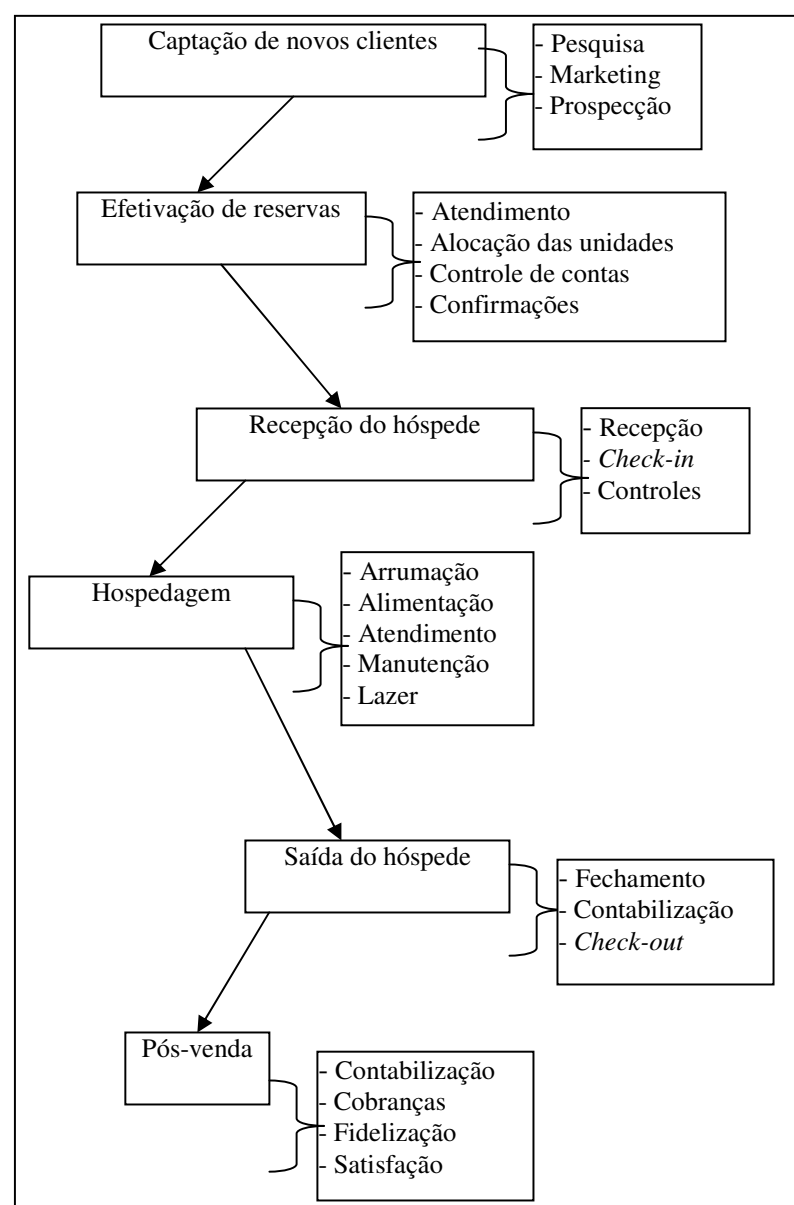 Captação de novos clientes
- Pesquisa
- Marketing
- Prospecção
Efetivação de reservas
- Atendimento
- Alocação das unidades
- Controle de contas
- Confirmações
Recepção do hóspede
- Recepção
- Check-in
- Controles
Hospedagem
- Arrumação
- Alimentação
- Atendimento
- Manutenção
- Lazer
Saída do hóspede
- Fechamento
- Contabilização
- Check-out
Pós-venda
- Contabilização
- Cobranças
- Fidelização
- Satisfação